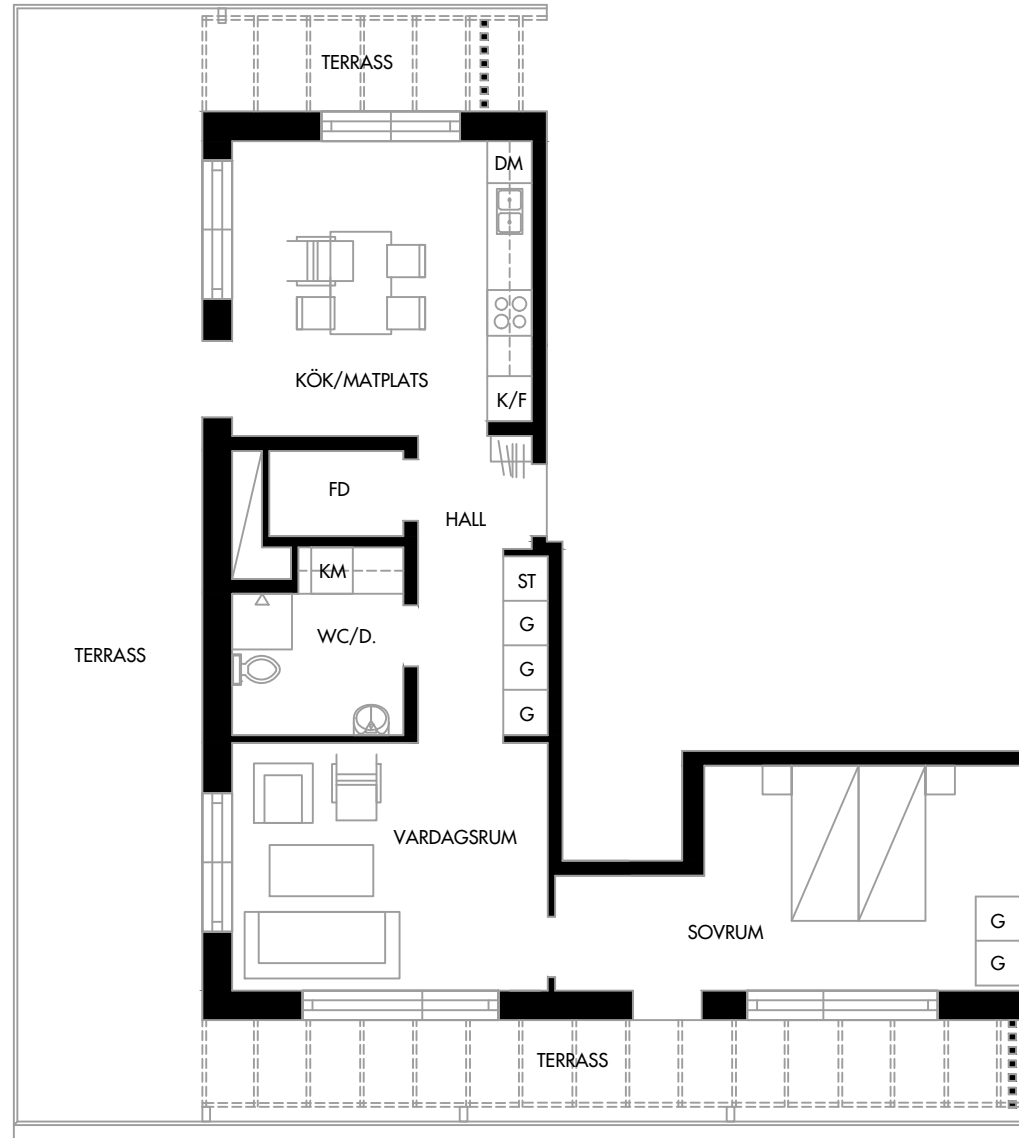 TERRASS
DM
KÖK/MATPLATS
K/F
FD
HALL
KM
ST
G
WC/D.
TERRASS
G
G
VARDAGSRUM
G
SOVRUM
G
TERRASS